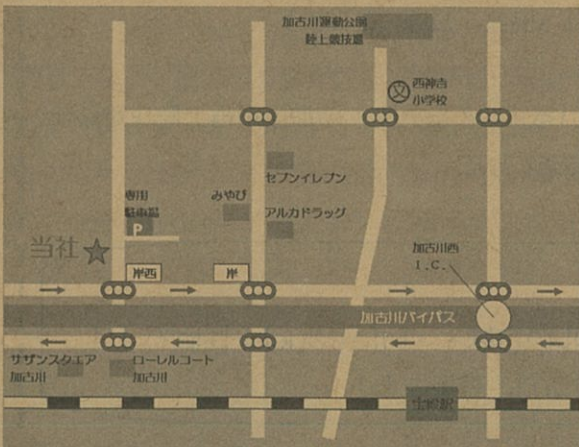 加古川運動公園
陸上競技場
西神吉
小学校
セブンイレブン
専用
駐車場
P
みやび
アルカドラッグ
当社
加古川西
I.C.
岸西
岸
加古川バイパス
サザンスクエア
加古川
ローレルコート
加古川
宝殿駅